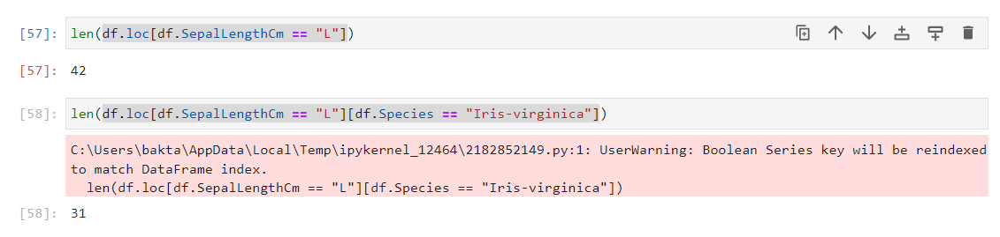 [57]: len(df.loc[df.SepalLengthCm == "L"])
[57]: 42
[58]: len(df.loc[df.SepalLengthCm == "L"][df.Species == "Iris-virginica"])
C:\Users\bakta\AppData\Local\Temp\ipykernel_12464\2182852149.py:1: UserWarning: Boolean Series key will be reindexed
to match DataFrame index.
len(df.loc[df.SepalLengthCm == "L"][df.Species == "Iris-virginica"])
[58]: 31